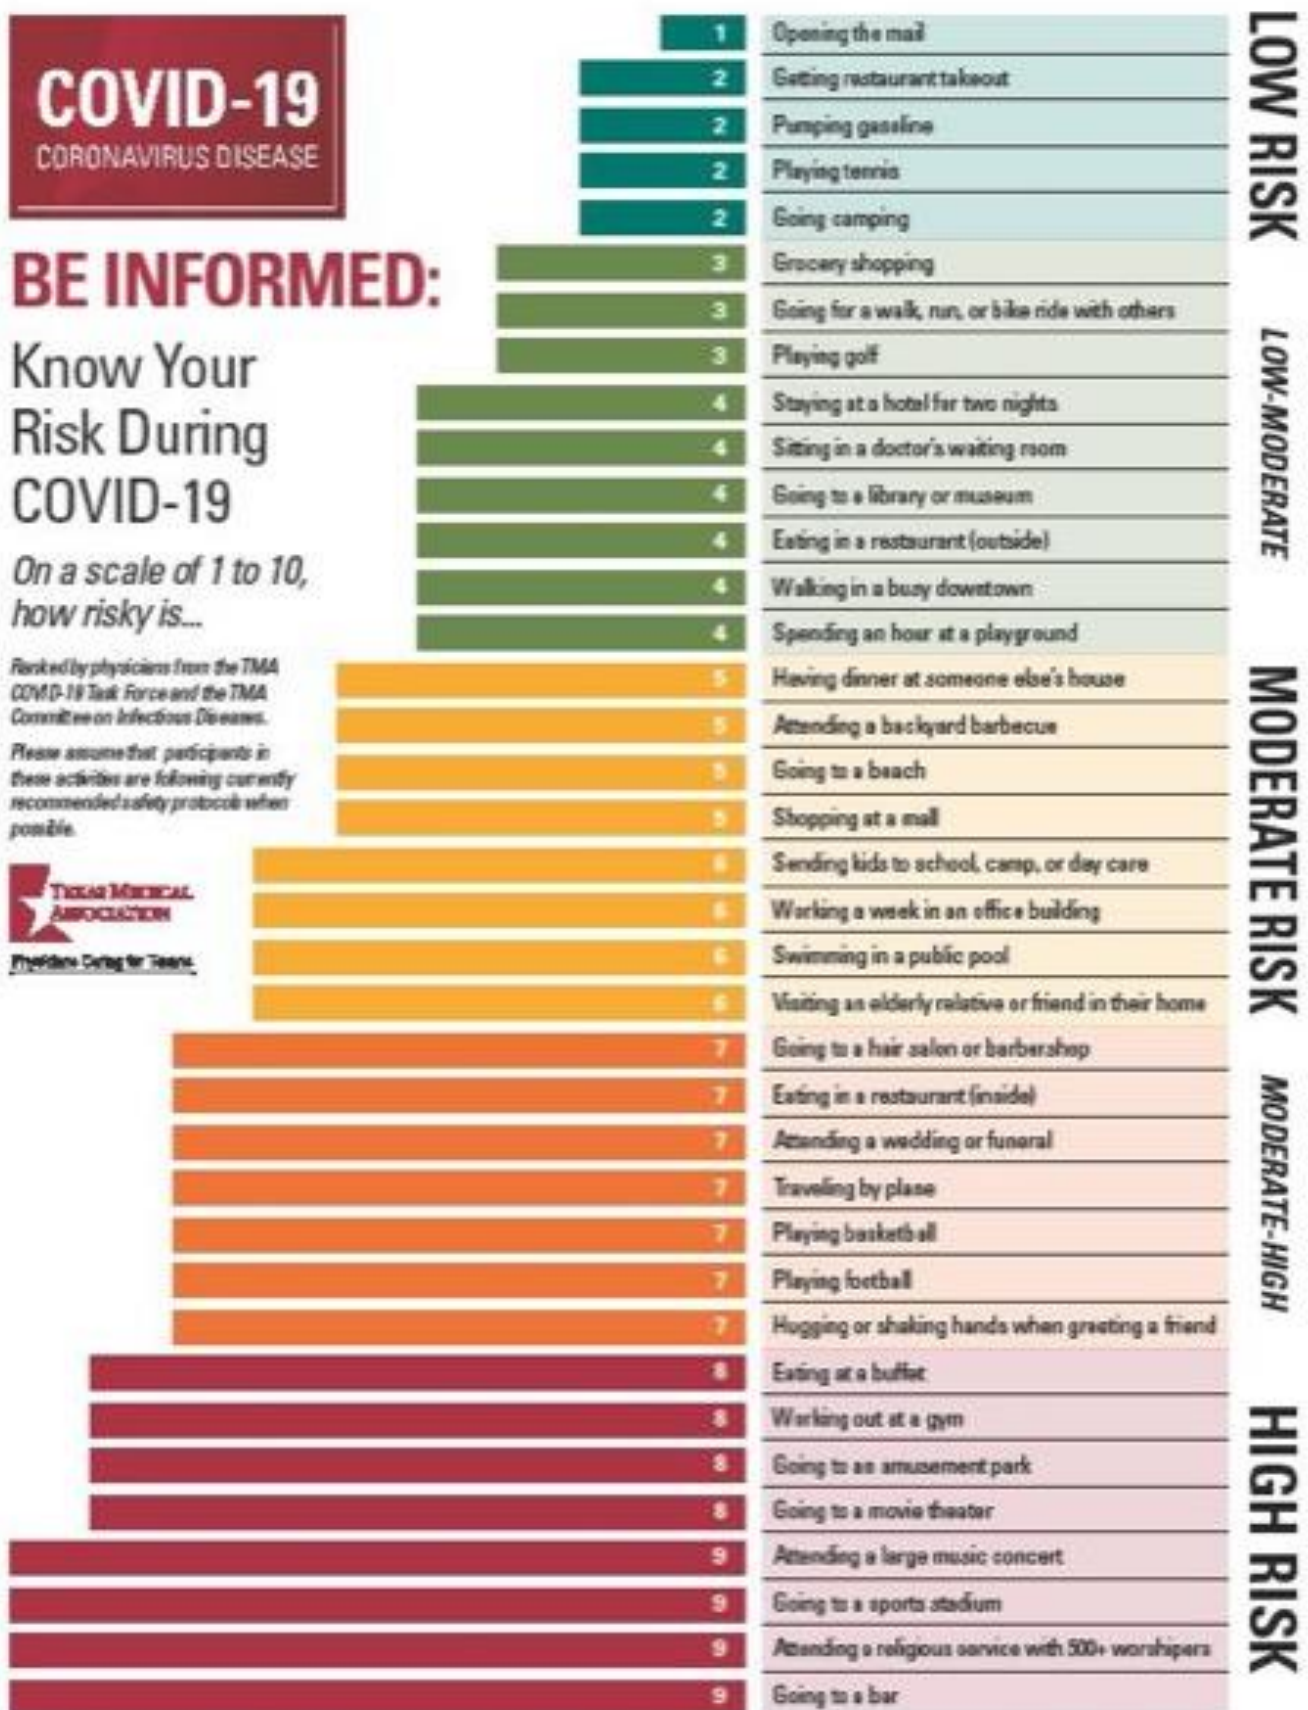 COVID-19
CORONAVIRUS DISEASE
BE INFORMED:
Know Your
Risk During
COVID-19
On a scale of 1 to 10,
how risky is...
Ranked by physicians from the TMA
COVID-19 Task Force and the TMA
Committee on Infectious Diseases.
Please assume that participants in
these activities are following currently
recommended safety protocols when
possible.
TEXAS MEDICAL
ASSOCIATION
Physicians Caring for Texans
1 Opening the mail
2 Getting restaurant takeout
2 Pumping gasoline
2 Playing tennis
2 Going camping
3 Grocery shopping
3 Going for a walk, run, or bike ride with others
3 Playing golf
4 Staying at a hotel for two nights
4 Sitting in a doctor's waiting room
4 Going to a library or museum
4 Eating in a restaurant (outside)
4 Walking in a busy downtown
4 Spending an hour at a playground
5 Having dinner at someone else's house
5 Attending a backyard barbecue
5 Going to a beach
5 Shopping at a mall
6 Sending kids to school, camp, or day care
6 Working a week in an office building
6 Swimming in a public pool
6 Visiting an elderly relative or friend in their home
7 Going to a hair salon or barbershop
7 Eating in a restaurant (inside)
7 Attending a wedding or funeral
7 Traveling by plane
7 Playing basketball
7 Playing football
7 Hugging or shaking hands when greeting a friend
8 Eating at a buffet
8 Working out at a gym
8 Going to an amusement park
8 Going to a movie theater
9 Attending a large music concert
9 Going to a sports stadium
9 Attending a religious service with 500+ worshipers
9 Going to a bar
LOW RISK
LOW-MODERATE
MODERATE RISK
MODERATE-HIGH
HIGH RISK